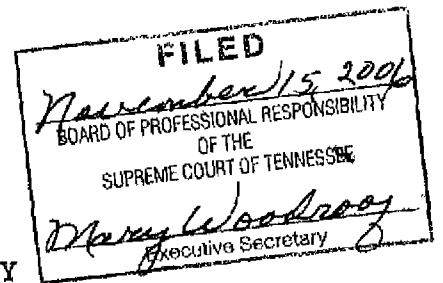 FILED
November 15, 2006
BOARD OF PROFESSIONAL RESPONSIBILITY
OF THE
SUPREME COURT OF TENNESSEE
Mary Woodroof
Executive Secretary
Y